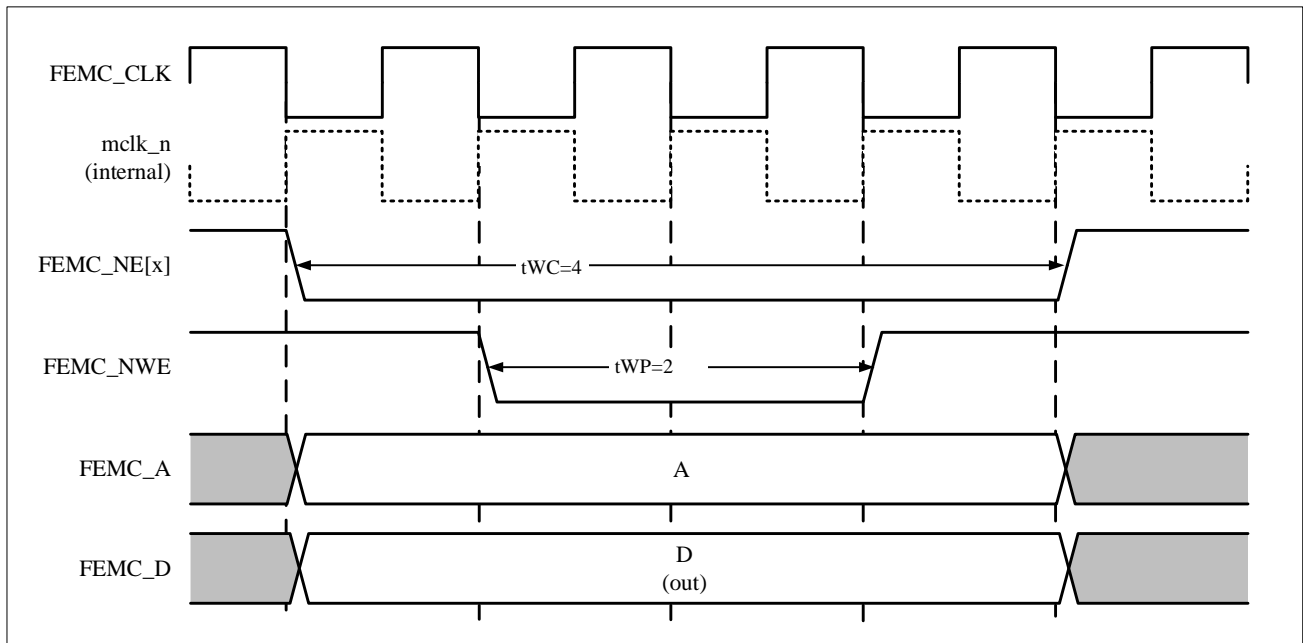 FEMC_CLK
mclk_n
(internal)
FEMC_NE[x]
tWC=4
FEMC_NWE
tWP=2
FEMC_A
A
FEMC_D
D
(out)